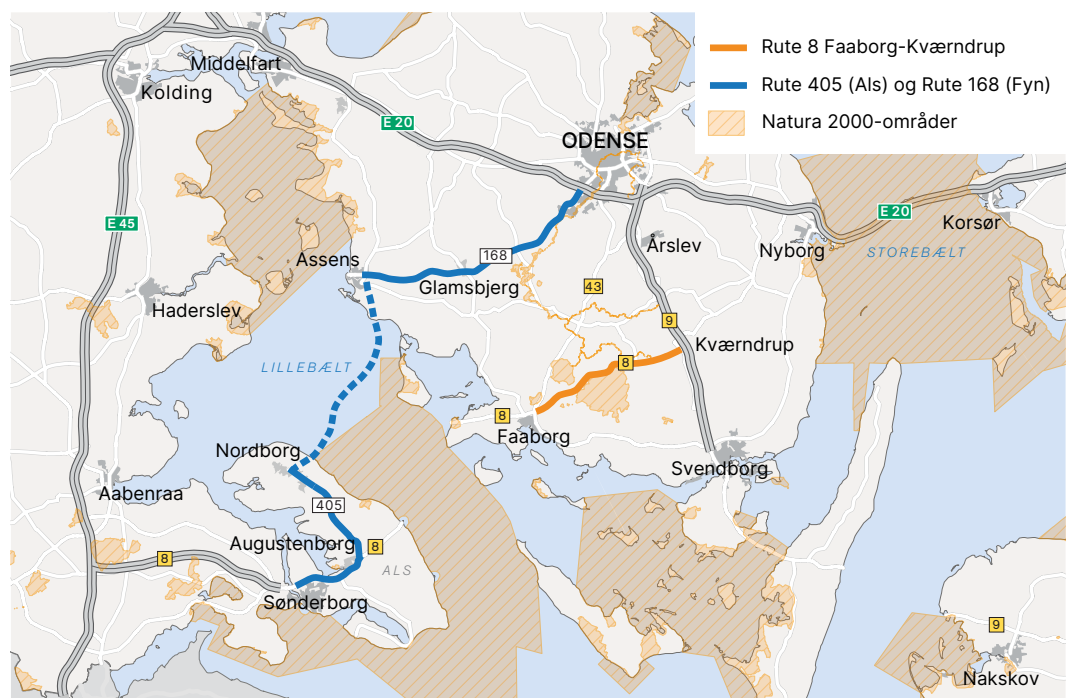 Rute 8 Faaborg-Kværndrup
Rute 405 (Als) og Rute 168 (Fyn)
Natura 2000-områder
Middelfart
Kolding
E 20
ODENSE
E 45
E 20
Korsør
Årslev
Nyborg
STOREBÆLT
168
Assens
Glamsbjerg
43
Haderslev
9
Kværndrup
LILLEBÆLT
8
8
Faaborg
Nordborg
Svendborg
Aabenraa
405
Augustenborg
8
8
ALS
Sønderborg
9
Nakskov